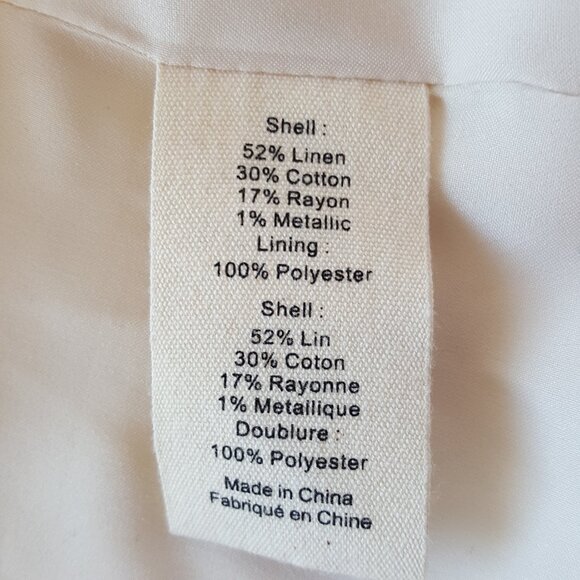 Shell :
52% Linen
30% Cotton
17% Rayon
1% Metallic
Lining :
100% Polyester
Shell :
52% Lin
30% Coton
17% Rayonne
1% Metallique
Doublure :
100% Polyester
Made in China
Fabriqué en Chine